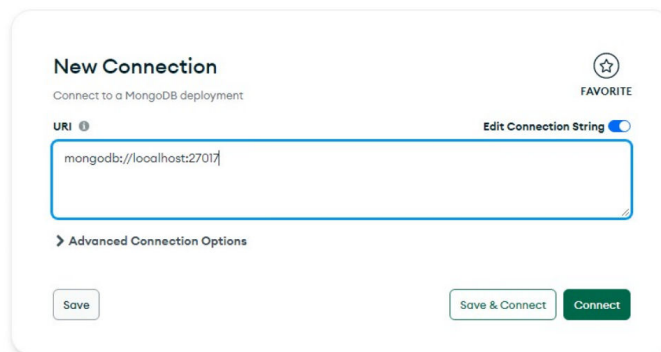 New Connection
Connect to a MongoDB deployment
FAVORITE
URI
Edit Connection String
mongodb://localhost:27017
Advanced Connection Options
Save
Save & Connect
Connect